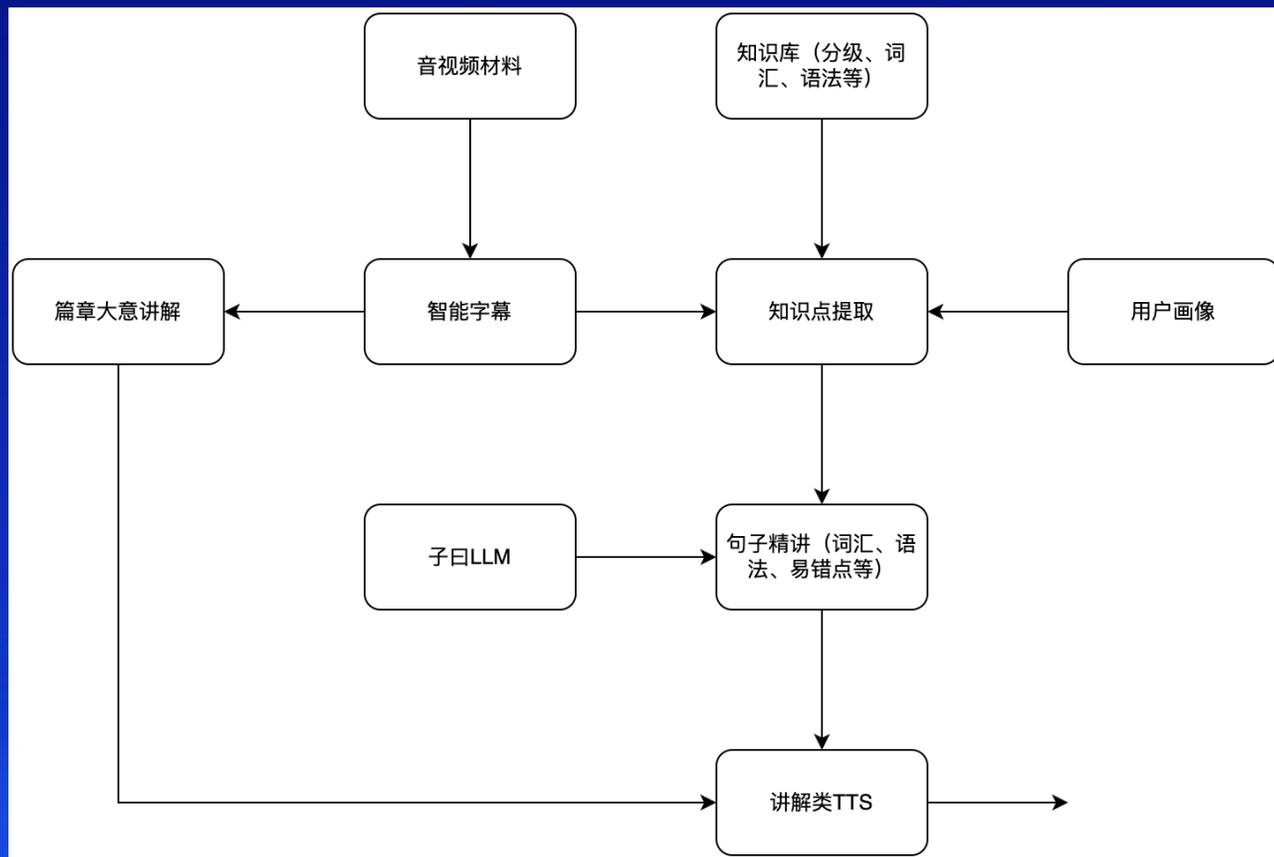 音视频材料
知识库（分级、词
汇、语法等）
篇章大意讲解
智能字幕
知识点提取
用户画像
子曰LLM
句子精讲（词汇、语
法、易错点等）
讲解类TTS